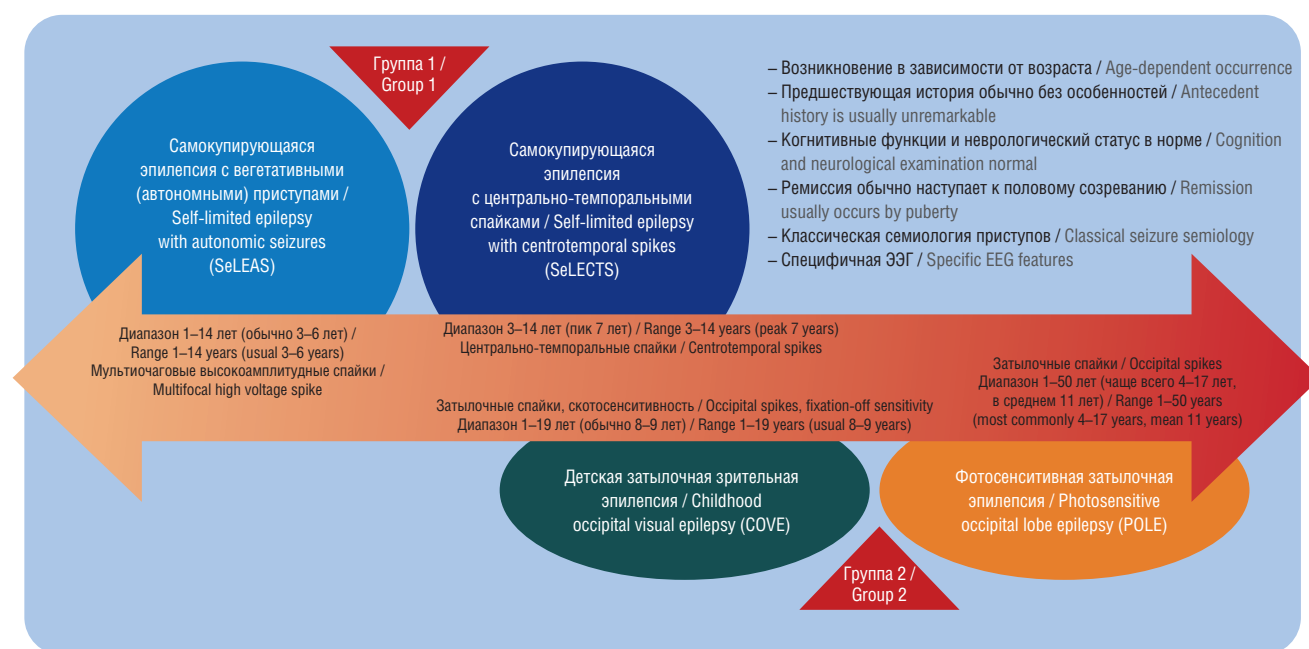 Группа 1 /
Group 1
Самокупирующаяся
эпилепсия с вегетативными
(автономными) приступами /
Self-limited epilepsy
with autonomic seizures
(SeLEAS)
Самокупирующаяся
эпилепсия
с центрально-темпоральными
спайками / Self-limited epilepsy
with centrotemporal spikes
(SeLECTS)
– Возникновение в зависимости от возраста / Age-dependent occurrence
– Предшествующая история обычно без особенностей / Antecedent
history is usually unremarkable
– Когнитивные функции и неврологический статус в норме / Cognition
and neurological examination normal
– Ремиссия обычно наступает к половому созреванию / Remission
usually occurs by puberty
– Классическая семиология приступов / Classical seizure semiology
– Специфичная ЭЭГ / Specific EEG features
Диапазон 1–14 лет (обычно 3–6 лет) /
Range 1–14 years (usual 3–6 years)
Мультиочаговые высокоамплитудные спайки /
Multifocal high voltage spike
Диапазон 3–14 лет (пик 7 лет) / Range 3–14 years (peak 7 years)
Центрально-темпоральные спайки / Centrotemporal spikes
Затылочные спайки, скотосенситивность / Occipital spikes, fixation-off sensitivity
Диапазон 1–19 лет (обычно 8–9 лет) / Range 1–19 years (usual 8–9 years)
Затылочные спайки / Occipital spikes
Диапазон 1–50 лет (чаще всего 4–17 лет,
в среднем 11 лет) / Range 1–50 years
(most commonly 4–17 years, mean 11 years)
Детская затылочная зрительная
эпилепсия / Childhood
occipital visual epilepsy (COVE)
Фотосенситивная затылочная
эпилепсия / Photosensitive
occipital lobe epilepsy (POLE)
Группа 2 /
Group 2